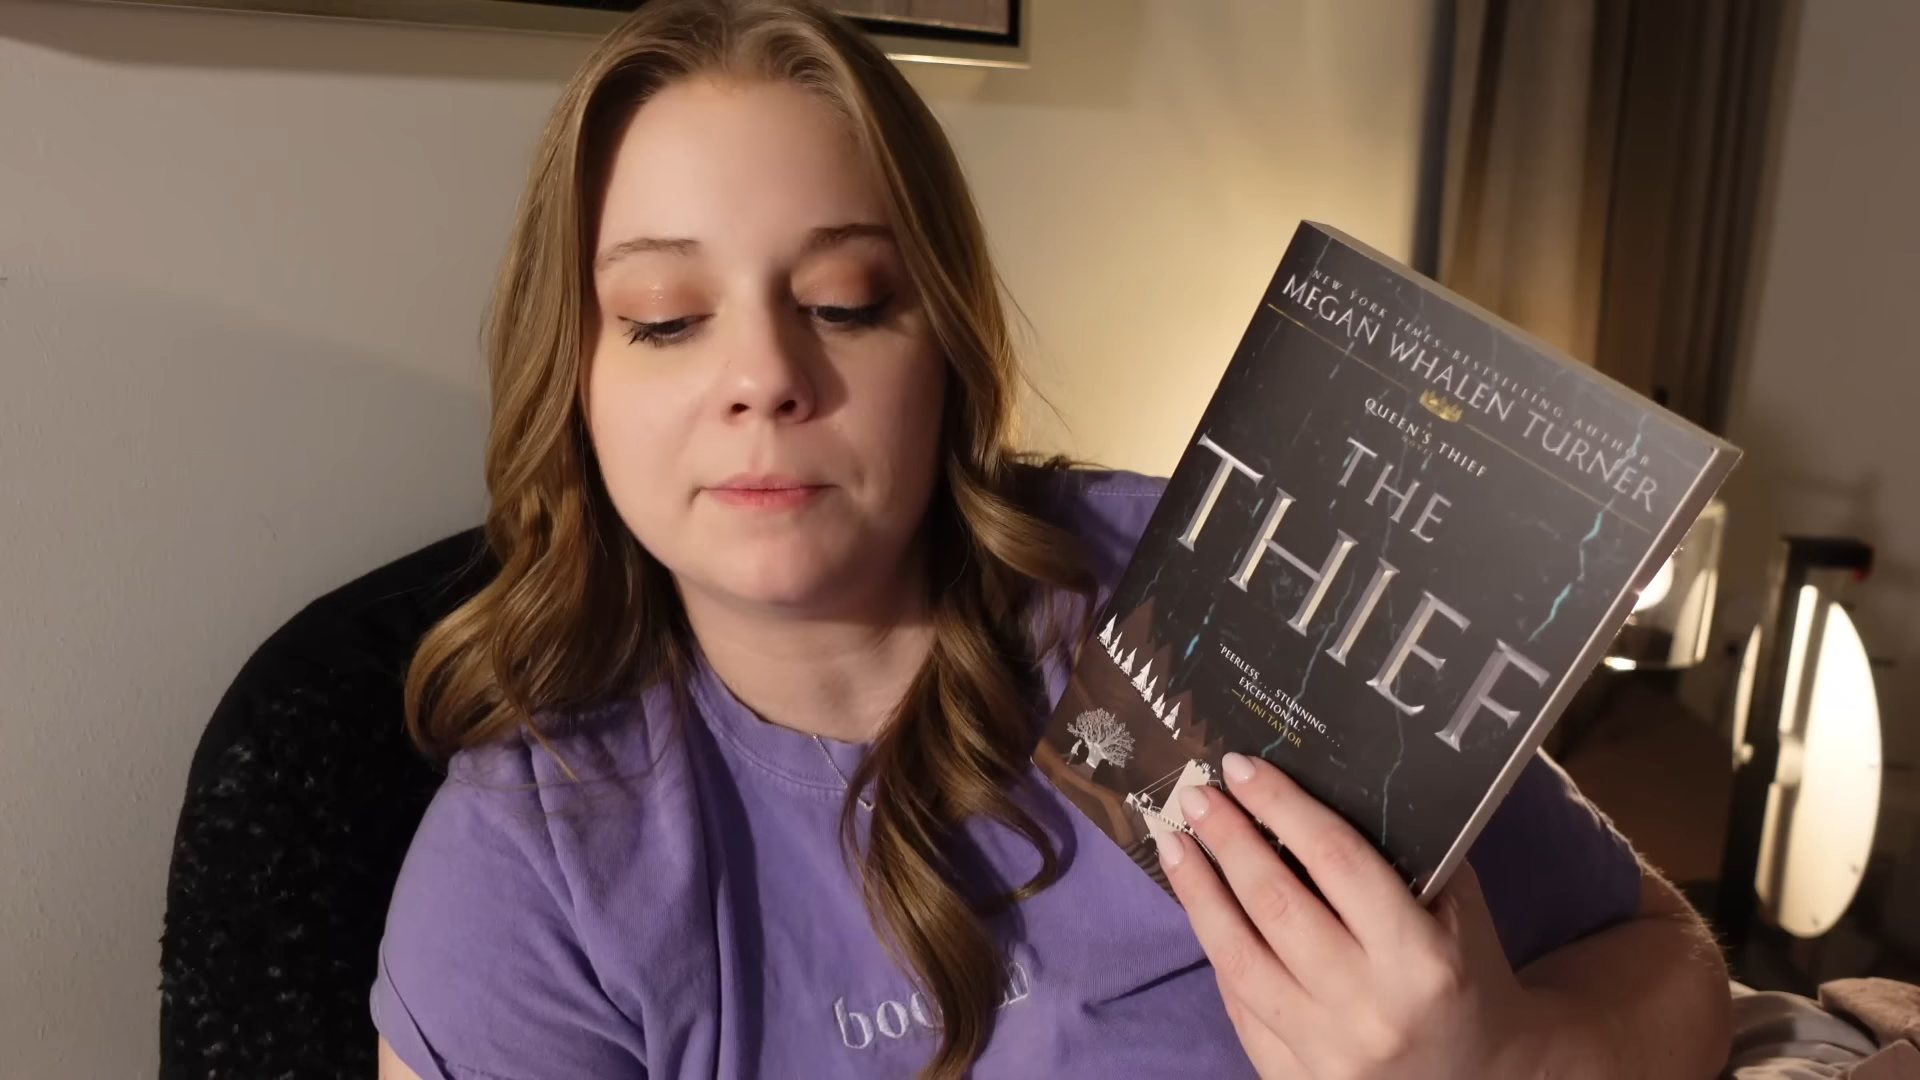 NEW YORK TIMES-BESTSELLING AUTHOR
MEGAN WHALEN TURNER
QUEEN'S THIEF
THE
THIEF
"PEERLESS . . . STUNNING . . .
EXCEPTIONAL."
—LAINI TAYLOR